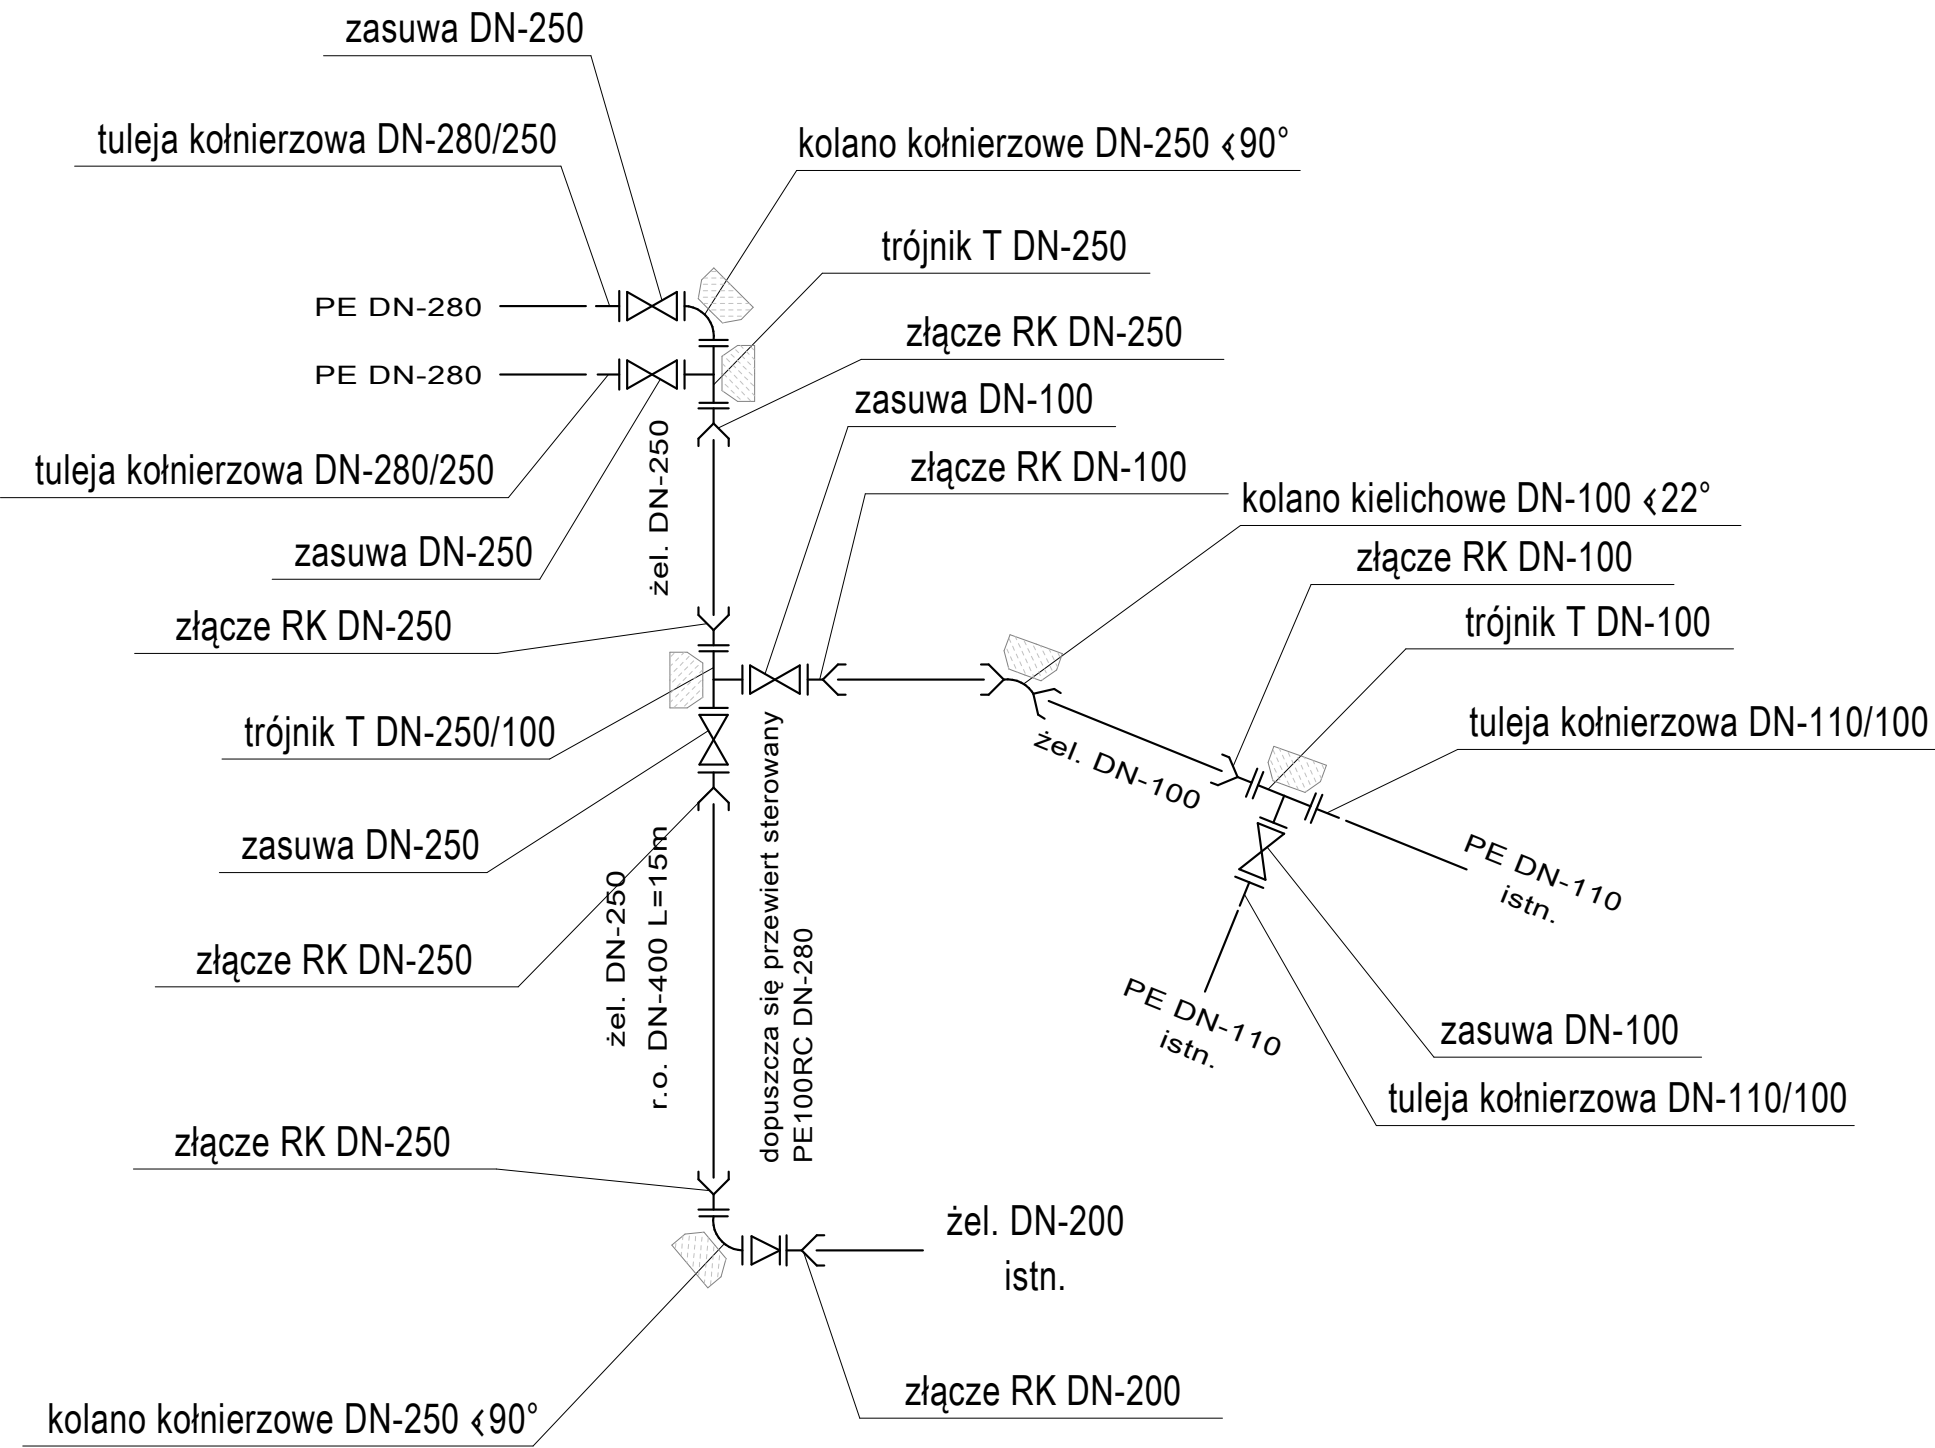 zasuwa DN-250
tuleja kołnierzowa DN-280/250
kolano kołnierzowe DN-250 ∢90°
trójnik T DN-250
PE DN-280
złącze RK DN-250
PE DN-280
zasuwa DN-100
tuleja kołnierzowa DN-280/250
żel. DN-250
złącze RK DN-100
kolano kielichowe DN-100 ∢22°
zasuwa DN-250
złącze RK DN-100
złącze RK DN-250
trójnik T DN-100
trójnik T DN-250/100
tuleja kołnierzowa DN-110/100
żel. DN-100
zasuwa DN-250
żel. DN-250
r.o. DN-400 L=15m
dopuszcza się przewiert sterowany
PE100RC DN-280
PE DN-110
istn.
złącze RK DN-250
PE DN-110
istn.
zasuwa DN-100
tuleja kołnierzowa DN-110/100
złącze RK DN-250
żel. DN-200
istn.
złącze RK DN-200
kolano kołnierzowe DN-250 ∢90°